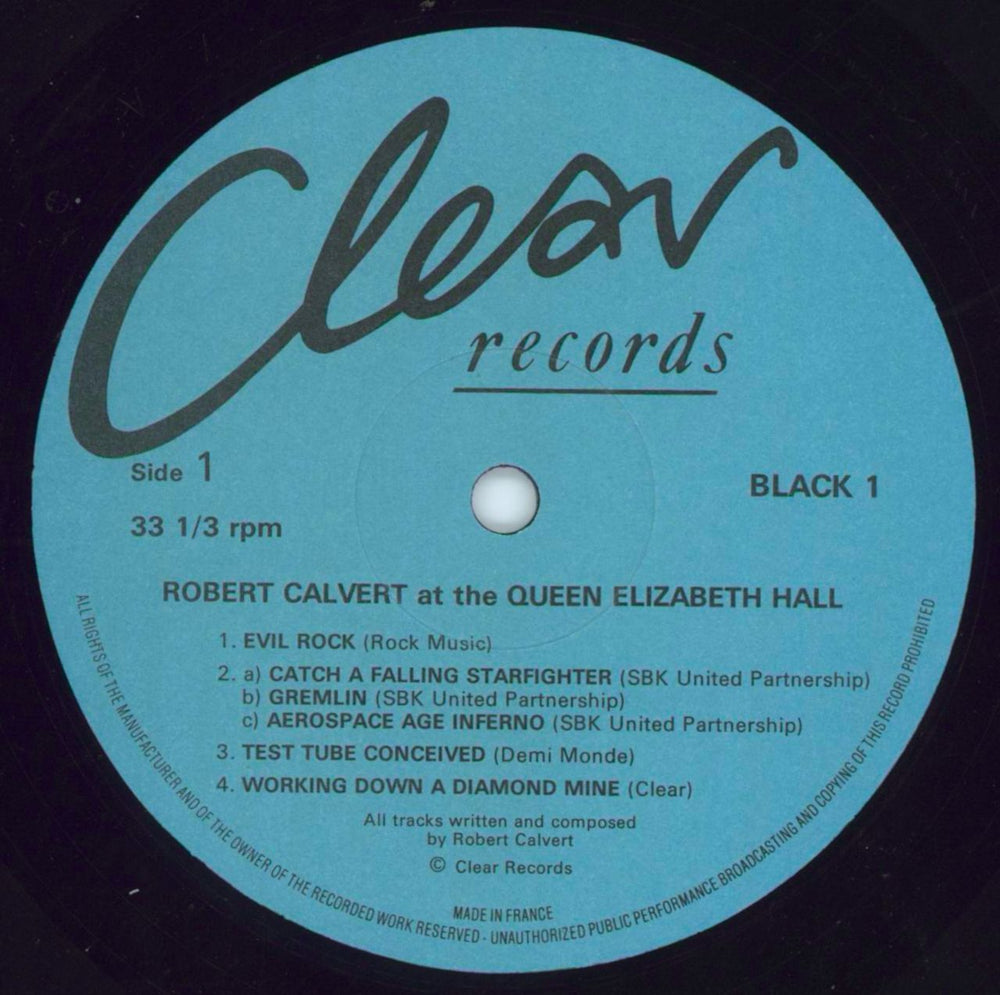 Clear
records
Side 1
BLACK 1
33 1/3 rpm
ROBERT CALVERT at the QUEEN ELIZABETH HALL
1. EVIL ROCK (Rock Music)
2. a) CATCH A FALLING STARFIGHTER (SBK United Partnership)
b) GREMLIN (SBK United Partnership)
c) AEROSPACE AGE INFERNO (SBK United Partnership)
3. TEST TUBE CONCEIVED (Demi Monde)
4. WORKING DOWN A DIAMOND MINE (Clear)
All tracks written and composed
by Robert Calvert
© Clear Records
MADE IN FRANCE
ALL RIGHTS OF THE MANUFACTURER AND OF THE OWNER OF THE RECORDED WORK RESERVED - UNAUTHORIZED PUBLIC PERFORMANCE BROADCASTING AND COPYING OF THIS RECORD PROHIBITED